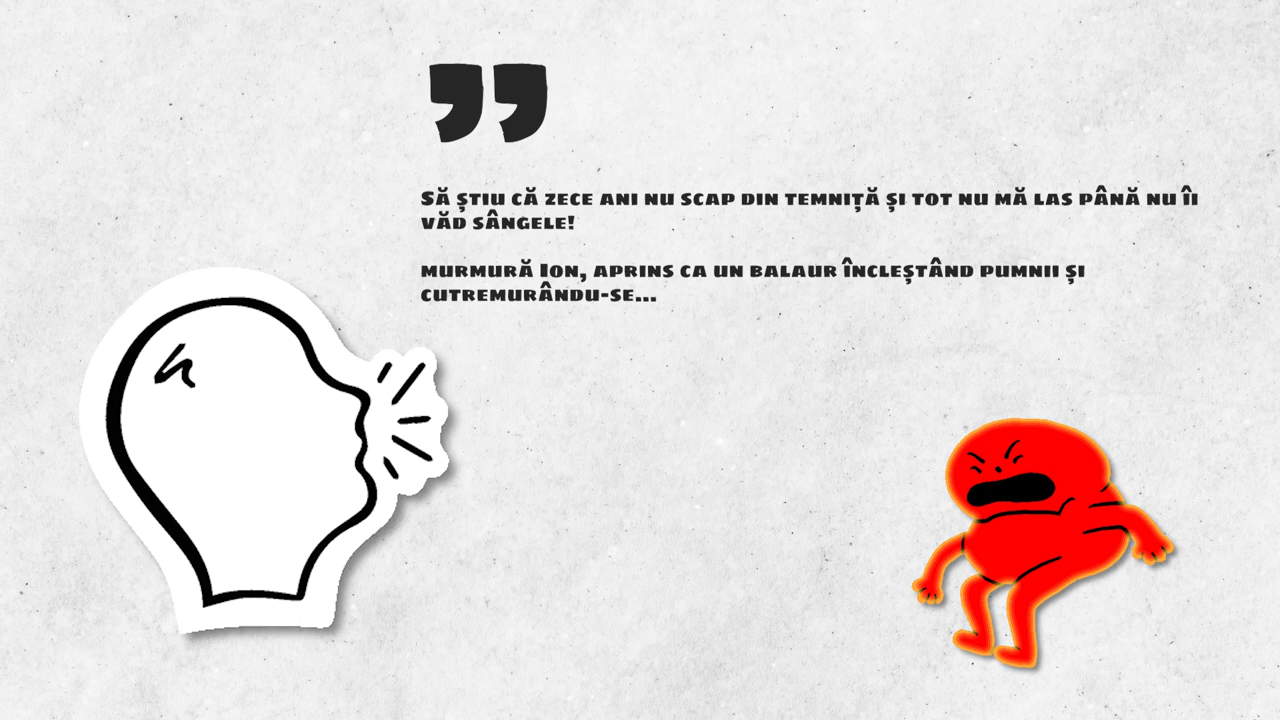 ”
Să știu că zece ani nu scap din temniță și tot nu mă las până nu îi
văd sângele!
murmură Ion, aprins ca un balaur încleștând pumnii și
cutremurându-se...